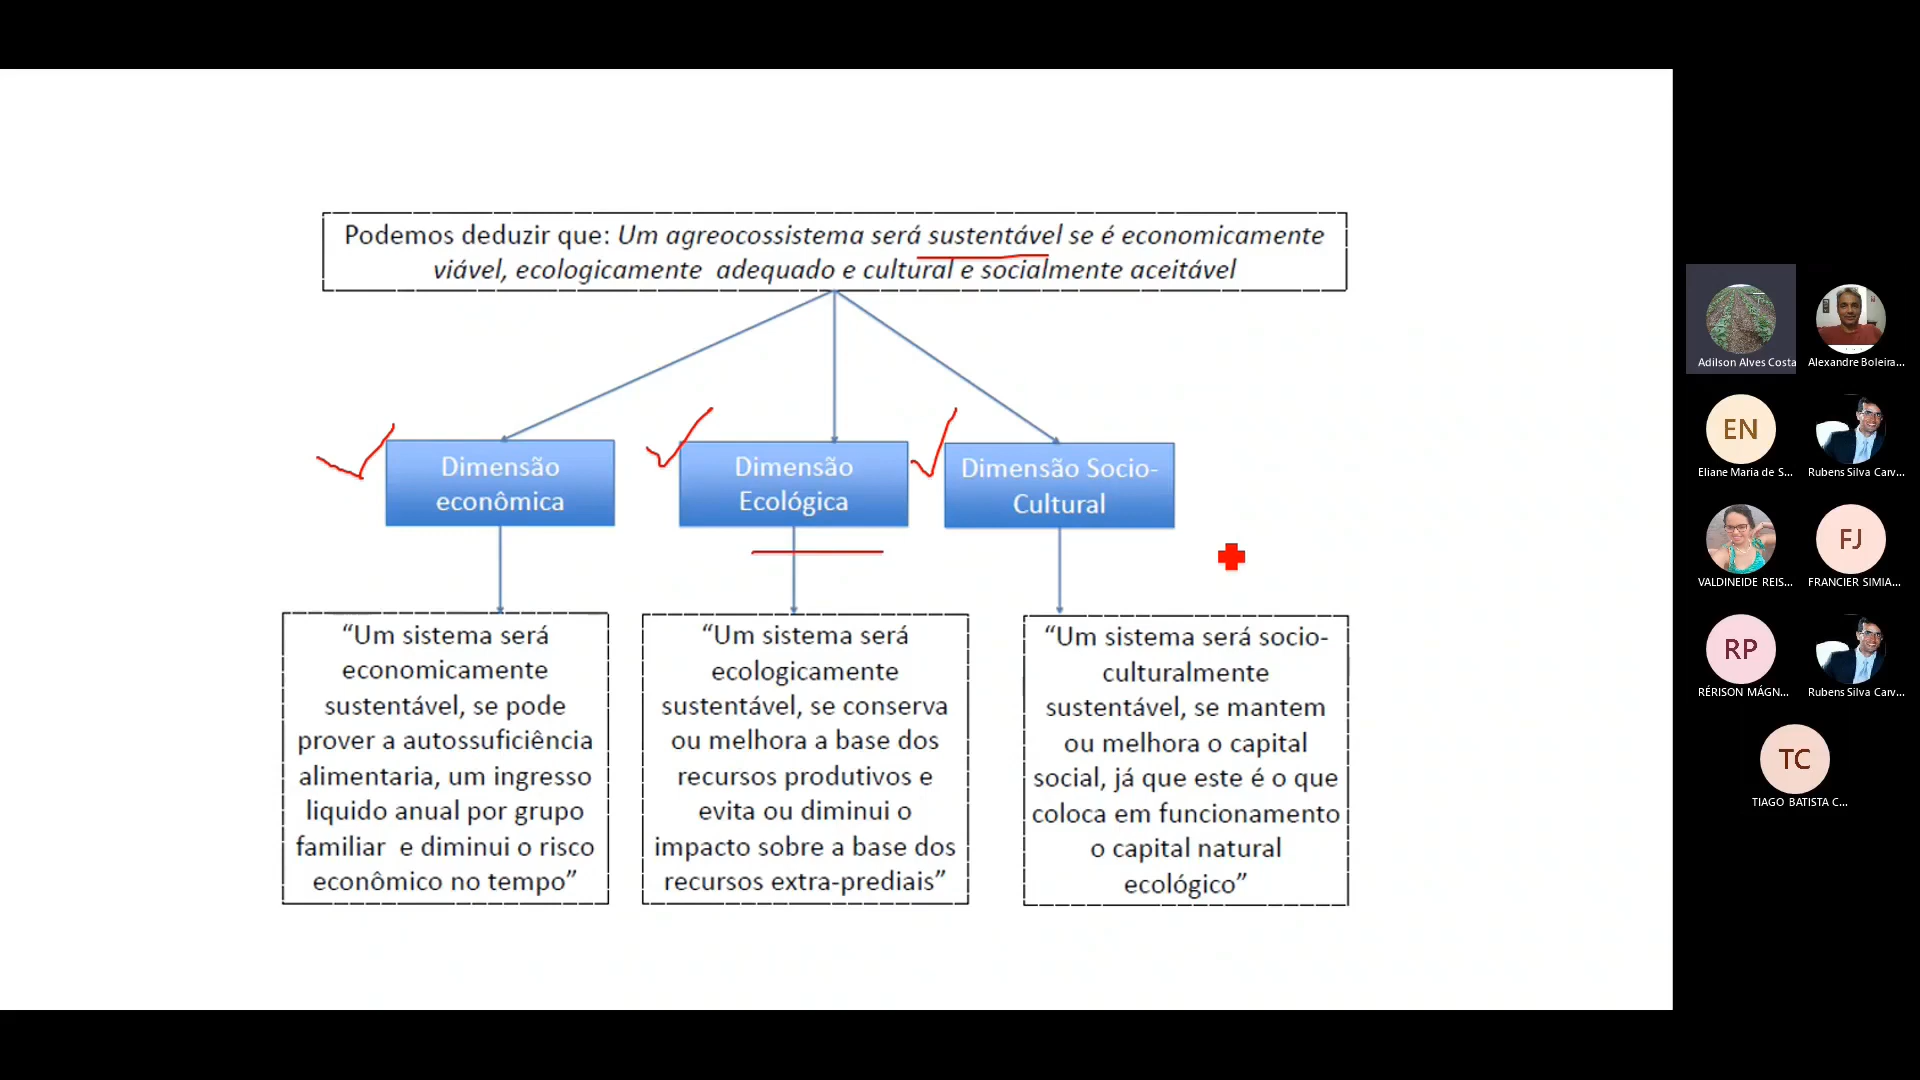 Podemos deduzir que: Um agreocossistema será sustentável se é economicamente
viável, ecologicamente adequado e cultural e socialmente aceitável
Dimensão
econômica
Dimensão
Ecológica
Dimensão Socio-
Cultural
“Um sistema será
economicamente
sustentável, se pode
prover a autossuficiência
alimentaria, um ingresso
liquido anual por grupo
familiar e diminui o risco
econômico no tempo”
“Um sistema será
ecologicamente
sustentável, se conserva
ou melhora a base dos
recursos produtivos e
evita ou diminui o
impacto sobre a base dos
recursos extra-prediais”
“Um sistema será socio-
culturalmente
sustentável, se mantem
ou melhora o capital
social, já que este é o que
coloca em funcionamento
o capital natural
ecológico”
Adilson Alves Costa
Alexandre Boleira...
EN
Eliane Maria de S...
Rubens Silva Carv...
VALDINEIDE REIS...
FJ
FRANCIER SIMIA...
RP
RÉRISON MÁGN...
Rubens Silva Carv...
TC
TIAGO BATISTA C...